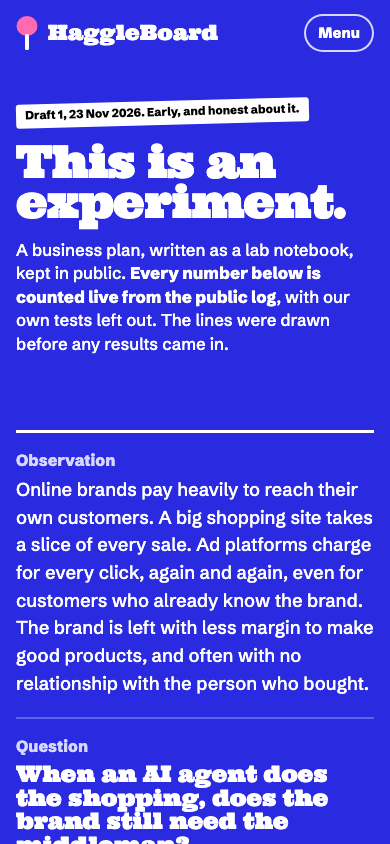 HaggleBoard
Menu
Draft 1, 23 Nov 2026. Early, and honest about it.
This is an
experiment.
A business plan, written as a lab notebook,
kept in public. Every number below is
counted live from the public log, with our
own tests left out. The lines were drawn
before any results came in.
Observation
Online brands pay heavily to reach their
own customers. A big shopping site takes
a slice of every sale. Ad platforms charge
for every click, again and again, even for
customers who already know the brand.
The brand is left with less margin to make
good products, and often with no
relationship with the person who bought.
Question
When an AI agent does
the shopping, does the
brand still need the
middleman?